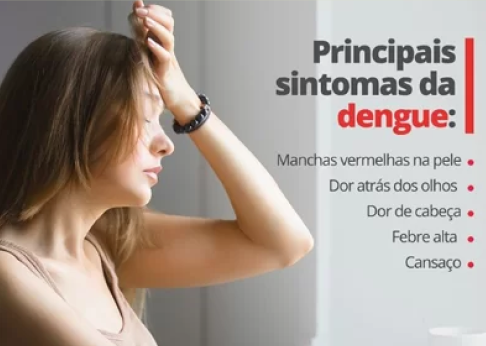 Principais
sintomas da
dengue:
Manchas vermelhas na pele
Dor atrás dos olhos
Dor de cabeça
Febre alta
Cansaço